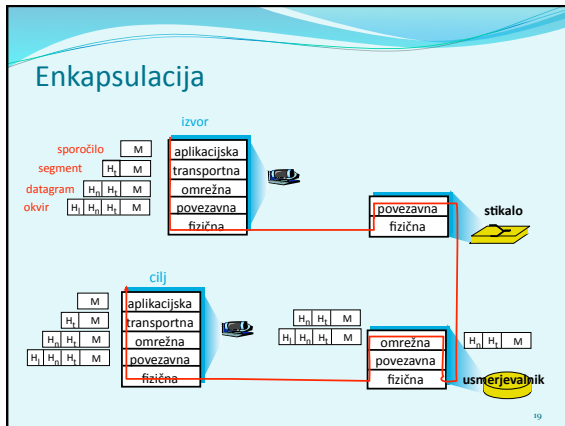 Enkapsulacija
izvor
sporočilo M
segment Ht M
datagram Hn Ht M
okvir Hl Hn Ht M
aplikacijska
transportna
omrežna
povezavna
fizična
povezavna
fizična
stikalo
cilj
M
Ht M
Hn Ht M
Hl Hn Ht M
aplikacijska
transportna
omrežna
povezavna
fizična
Hn Ht M
Hl Hn Ht M
omrežna
povezavna
fizična
Hn Ht M
usmerjevalnik
19